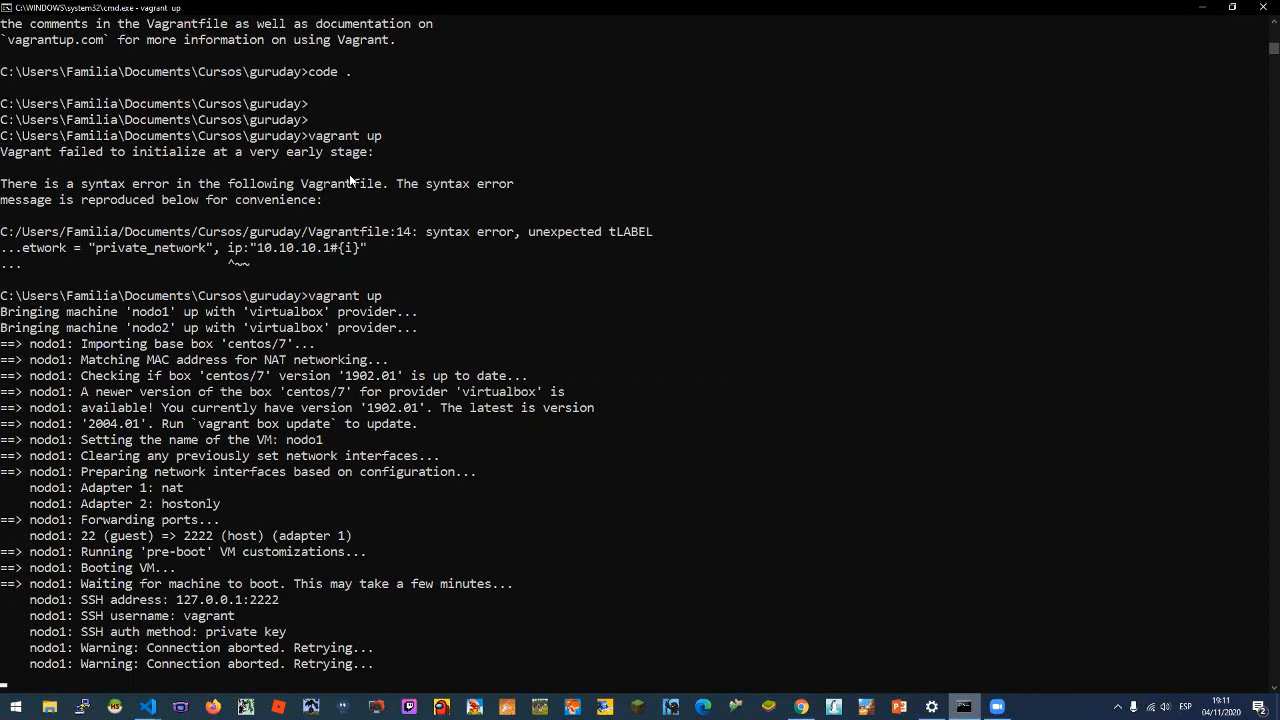 C:\WINDOWS\system32\cmd.exe - vagrant up
the comments in the Vagrantfile as well as documentation on
`vagrantup.com` for more information on using Vagrant.
C:\Users\Familia\Documents\Cursos\guruday>code .
C:\Users\Familia\Documents\Cursos\guruday>
C:\Users\Familia\Documents\Cursos\guruday>
C:\Users\Familia\Documents\Cursos\guruday>vagrant up
Vagrant failed to initialize at a very early stage:
There is a syntax error in the following Vagrantfile. The syntax error
message is reproduced below for convenience:
C:/Users/Familia/Documents/Cursos/guruday/Vagrantfile:14: syntax error, unexpected tLABEL
...etwork = "private_network", ip:"10.10.10.1#{i}"
...                            ^~~
C:\Users\Familia\Documents\Cursos\guruday>vagrant up
Bringing machine 'nodo1' up with 'virtualbox' provider...
Bringing machine 'nodo2' up with 'virtualbox' provider...
==> nodo1: Importing base box 'centos/7'...
==> nodo1: Matching MAC address for NAT networking...
==> nodo1: Checking if box 'centos/7' version '1902.01' is up to date...
==> nodo1: A newer version of the box 'centos/7' for provider 'virtualbox' is
==> nodo1: available! You currently have version '1902.01'. The latest is version
==> nodo1: '2004.01'. Run `vagrant box update` to update.
==> nodo1: Setting the name of the VM: nodo1
==> nodo1: Clearing any previously set network interfaces...
==> nodo1: Preparing network interfaces based on configuration...
nodo1: Adapter 1: nat
nodo1: Adapter 2: hostonly
==> nodo1: Forwarding ports...
nodo1: 22 (guest) => 2222 (host) (adapter 1)
==> nodo1: Running 'pre-boot' VM customizations...
==> nodo1: Booting VM...
==> nodo1: Waiting for machine to boot. This may take a few minutes...
nodo1: SSH address: 127.0.0.1:2222
nodo1: SSH username: vagrant
nodo1: SSH auth method: private key
nodo1: Warning: Connection aborted. Retrying...
nodo1: Warning: Connection aborted. Retrying...
ESP
19:11
04/11/2020